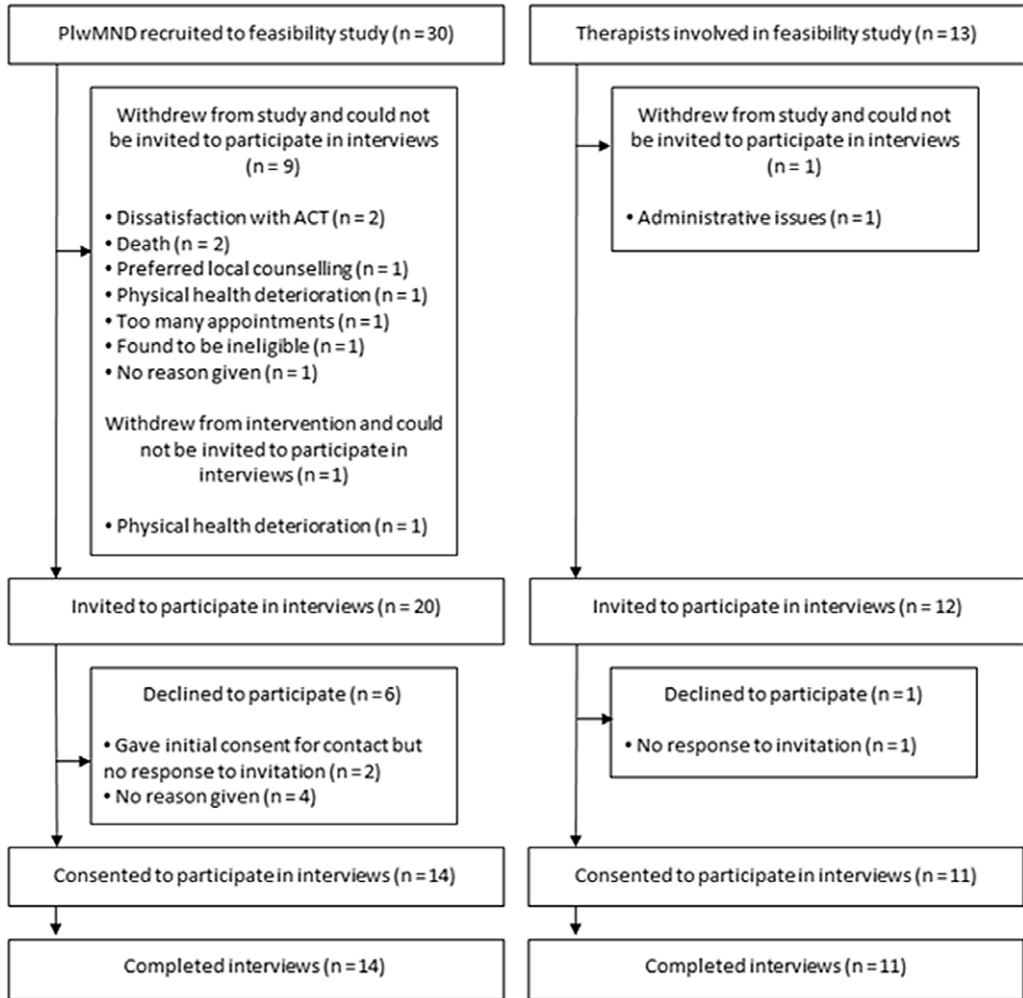 PlwMND recruited to feasibility study (n = 30)
Withdrew from study and could not
be invited to participate in interviews
(n = 9)
• Dissatisfaction with ACT (n = 2)
• Death (n = 2)
• Preferred local counselling (n = 1)
• Physical health deterioration (n = 1)
• Too many appointments (n = 1)
• Found to be ineligible (n = 1)
• No reason given (n = 1)
Withdrew from intervention and could
not be invited to participate in
interviews (n = 1)
• Physical health deterioration (n = 1)
Invited to participate in interviews (n = 20)
Declined to participate (n = 6)
• Gave initial consent for contact but
no response to invitation (n = 2)
• No reason given (n = 4)
Consented to participate in interviews (n = 14)
Completed interviews (n = 14)
Therapists involved in feasibility study (n = 13)
Withdrew from study and could not
be invited to participate in interviews
(n = 1)
• Administrative issues (n = 1)
Invited to participate in interviews (n = 12)
Declined to participate (n = 1)
• No response to invitation (n = 1)
Consented to participate in interviews (n = 11)
Completed interviews (n = 11)